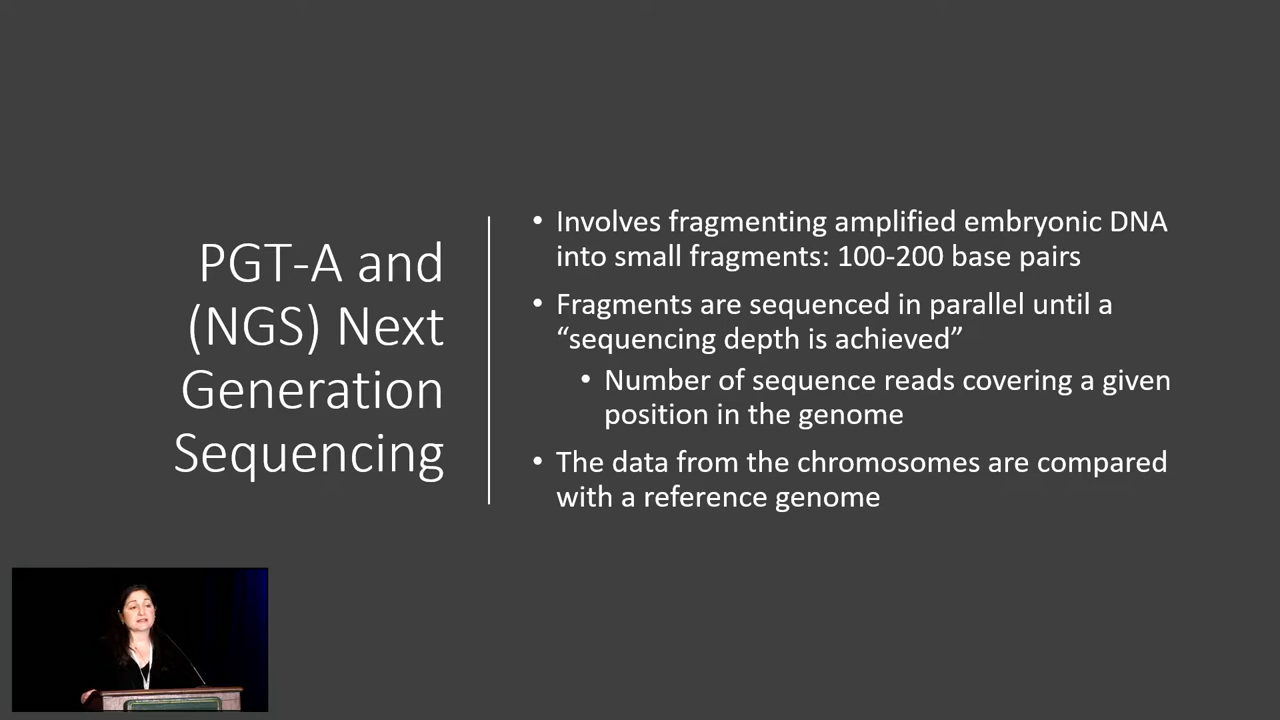 PGT-A and
(NGS) Next
Generation
Sequencing
• Involves fragmenting amplified embryonic DNA
into small fragments: 100-200 base pairs
• Fragments are sequenced in parallel until a
“sequencing depth is achieved”
• Number of sequence reads covering a given
position in the genome
• The data from the chromosomes are compared
with a reference genome